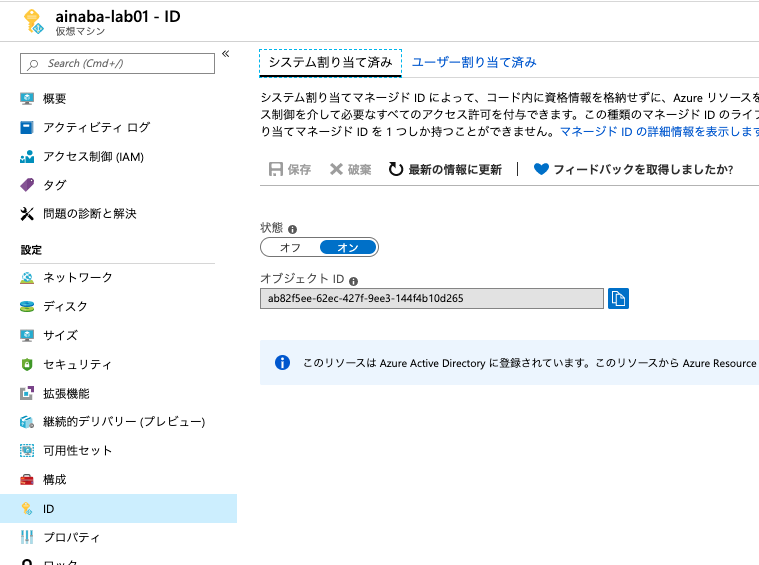 ainaba-lab01 - ID
仮想マシン
Search (Cmd+/)
«
概要
アクティビティ ログ
アクセス制御 (IAM)
タグ
問題の診断と解決
設定
ネットワーク
ディスク
サイズ
セキュリティ
拡張機能
継続的デリバリー (プレビュー)
可用性セット
構成
ID
プロパティ
ロック
システム割り当て済み
ユーザー割り当て済み
システム割り当てマネージド ID によって、コード内に資格情報を格納せずに、Azure リソースを
ス制御を介して必要なすべてのアクセス許可を付与できます。この種類のマネージド ID のライフ
り当てマネージド ID を 1 つしか持つことができません。マネージド ID の詳細情報を表示します
保存 破棄 最新の情報に更新 フィードバックを取得しましたか?
状態
オフ オン
オブジェクト ID
ab82f5ee-62ec-427f-9ee3-144f4b10d265
このリソースは Azure Active Directory に登録されています。このリソースから Azure Resource